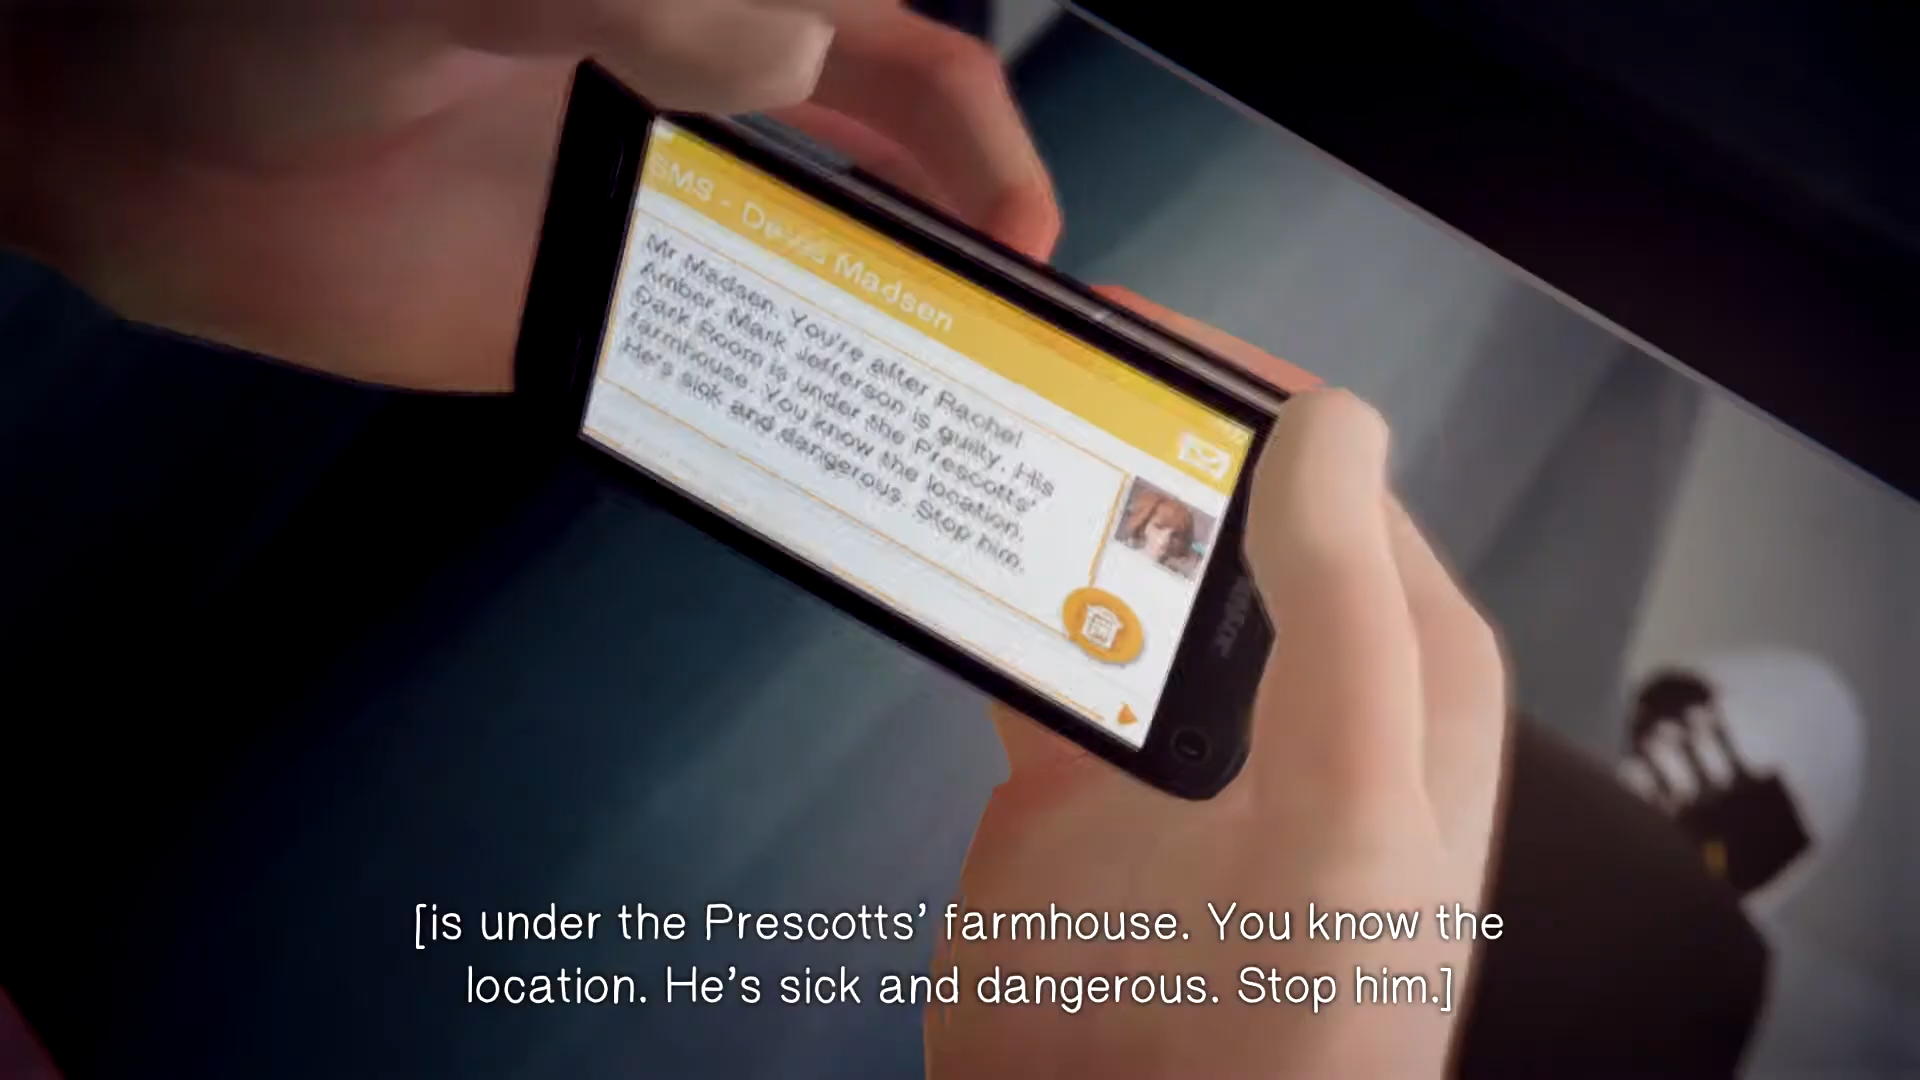 SMS - David Madsen
Mr Madsen. You're after Rachel
Amber. Mark Jefferson is guilty. His
Dark Room is under the Prescotts'
farmhouse. You know the location.
He's sick and dangerous. Stop him.
[is under the Prescotts’ farmhouse. You know the
location. He’s sick and dangerous. Stop him.]